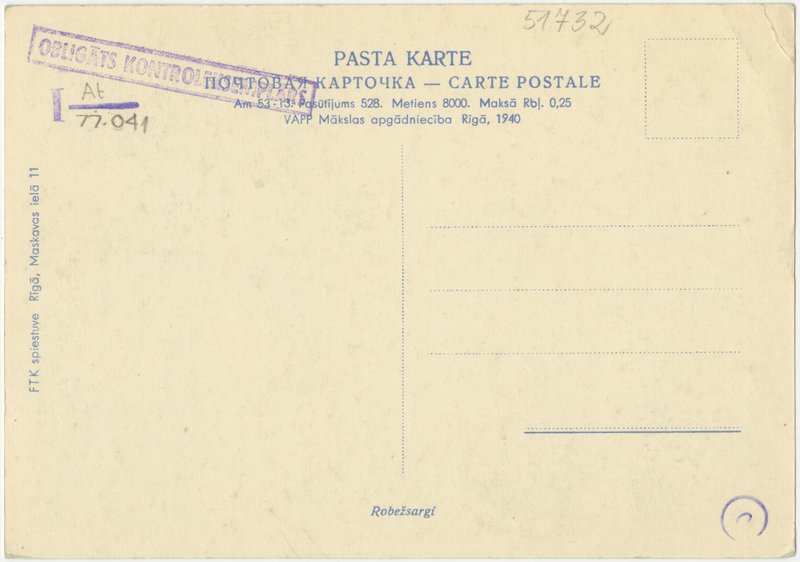 51732
OBLIGĀTS KONTROLEKSEMPLARS
PASTA KARTE
ПОЧТОВАЯ КАРТОЧКА — CARTE POSTALE
At
77.041
Am 53-13. Pasūtījums 528. Metiens 8000. Maksā Rbļ. 0,25
VAPP Mākslas apgādniecība Rīgā, 1940
FTK spiestuve Rīgā, Maskavas ielā 11
Robežsargi
C